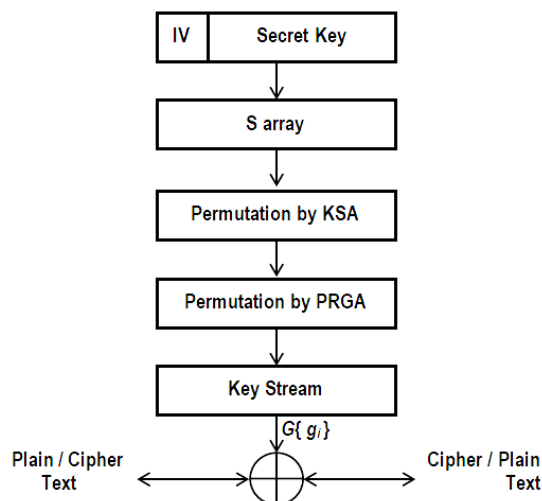 IV Secret Key
S array
Permutation by KSA
Permutation by PRGA
Key Stream
G{ gi}
Plain / Cipher
Text
Cipher / Plain
Text